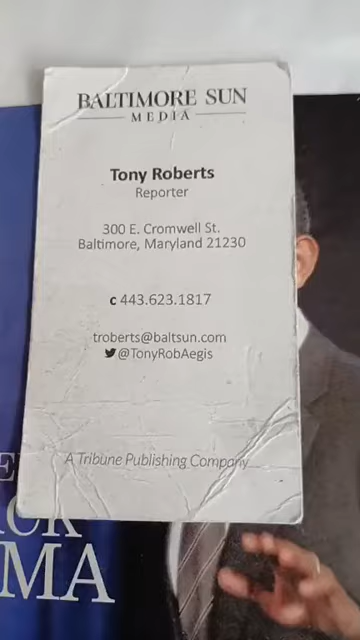 BALTIMORE SUN
MEDIA
Tony Roberts
Reporter
300 E. Cromwell St.
Baltimore, Maryland 21230
c 443.623.1817
troberts@baltsun.com
@TonyRobAegis
A Tribune Publishing Company
MA